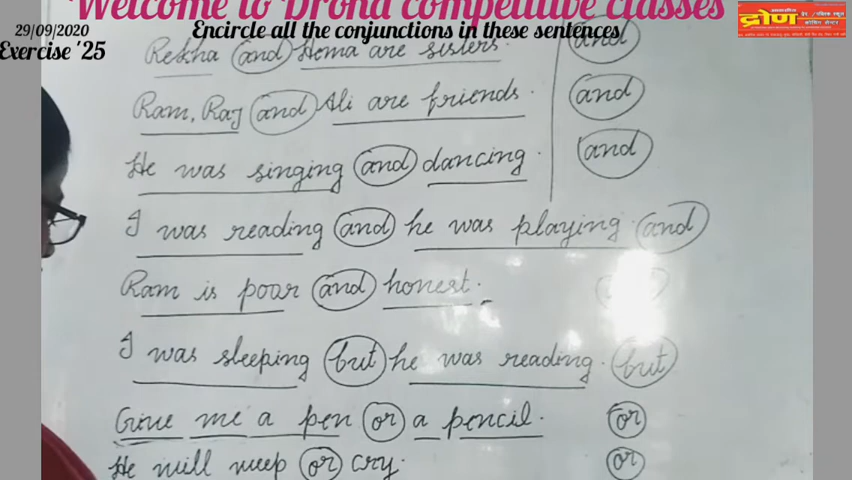 Welcome to Drona competitive classes
29/09/2020
Encircle all the conjunctions in these sentences
Exercise '25
द्रोण
Rekha and Hema are sisters. and
Ram, Raj and Ali are friends. and
He was singing and dancing. and
I was reading and he was playing. and
Ram is poor and honest.
I was sleeping but he was reading. but
Give me a pen or a pencil. or
He will weep or cry. or